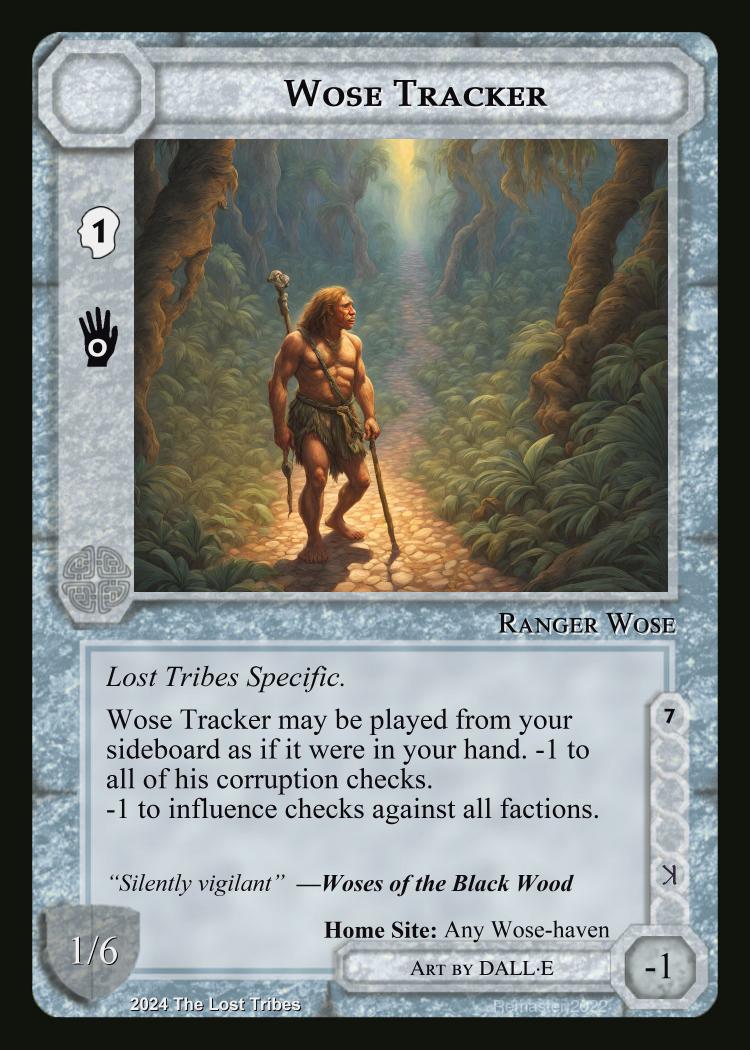 Wose Tracker
1
0
Ranger Wose
Lost Tribes Specific.
Wose Tracker may be played from your
sideboard as if it were in your hand. -1 to
all of his corruption checks.
-1 to influence checks against all factions.
7
“Silently vigilant” —Woses of the Black Wood
Home Site: Any Wose-haven
1/6
Art by DALL·E
-1
2024 The Lost Tribes
Remaster 2022